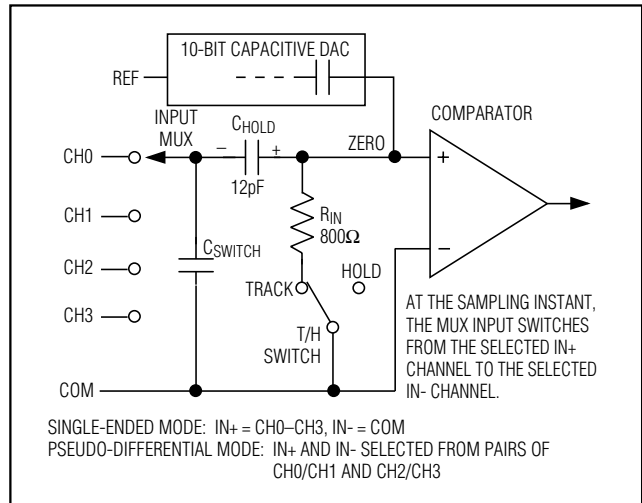 10-BIT CAPACITIVE DAC
REF
INPUT
MUX
CHOLD
– +
12pF
ZERO
COMPARATOR
+
–
CH0
CH1
CH2
CH3
CSWITCH
RIN
800Ω
TRACK
HOLD
T/H
SWITCH
COM
AT THE SAMPLING INSTANT,
THE MUX INPUT SWITCHES
FROM THE SELECTED IN+
CHANNEL TO THE SELECTED
IN- CHANNEL.
SINGLE-ENDED MODE: IN+ = CH0–CH3, IN- = COM
PSEUDO-DIFFERENTIAL MODE: IN+ AND IN- SELECTED FROM PAIRS OF
CH0/CH1 AND CH2/CH3